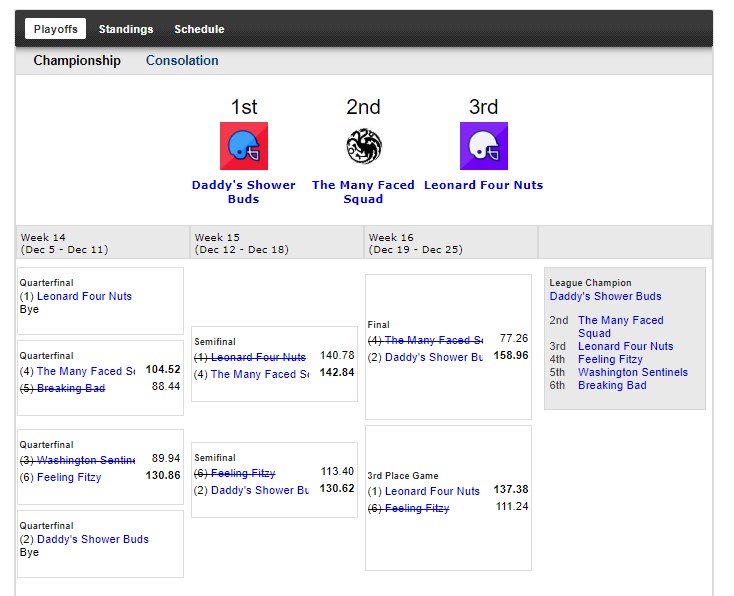 Playoffs Standings Schedule
Championship Consolation
1st 2nd 3rd
Daddy's Shower Buds
The Many Faced Squad
Leonard Four Nuts
Week 14
(Dec 5 - Dec 11)
Week 15
(Dec 12 - Dec 18)
Week 16
(Dec 19 - Dec 25)
Quarterfinal
(1) Leonard Four Nuts
Bye
Quarterfinal
(4) The Many Faced S 104.52
(5) Breaking Bad 88.44
Quarterfinal
(3) Washington Sentine 89.94
(6) Feeling Fitzy 130.86
Quarterfinal
(2) Daddy's Shower Buds
Bye
Semifinal
(1) Leonard Four Nuts 140.78
(4) The Many Faced S 142.84
Semifinal
(6) Feeling Fitzy 113.40
(2) Daddy's Shower Bu 130.62
Final
(4) The Many Faced S 77.26
(2) Daddy's Shower Bu 158.96
3rd Place Game
(1) Leonard Four Nuts 137.38
(6) Feeling Fitzy 111.24
League Champion
Daddy's Shower Buds
2nd The Many Faced
Squad
3rd Leonard Four Nuts
4th Feeling Fitzy
5th Washington Sentinels
6th Breaking Bad